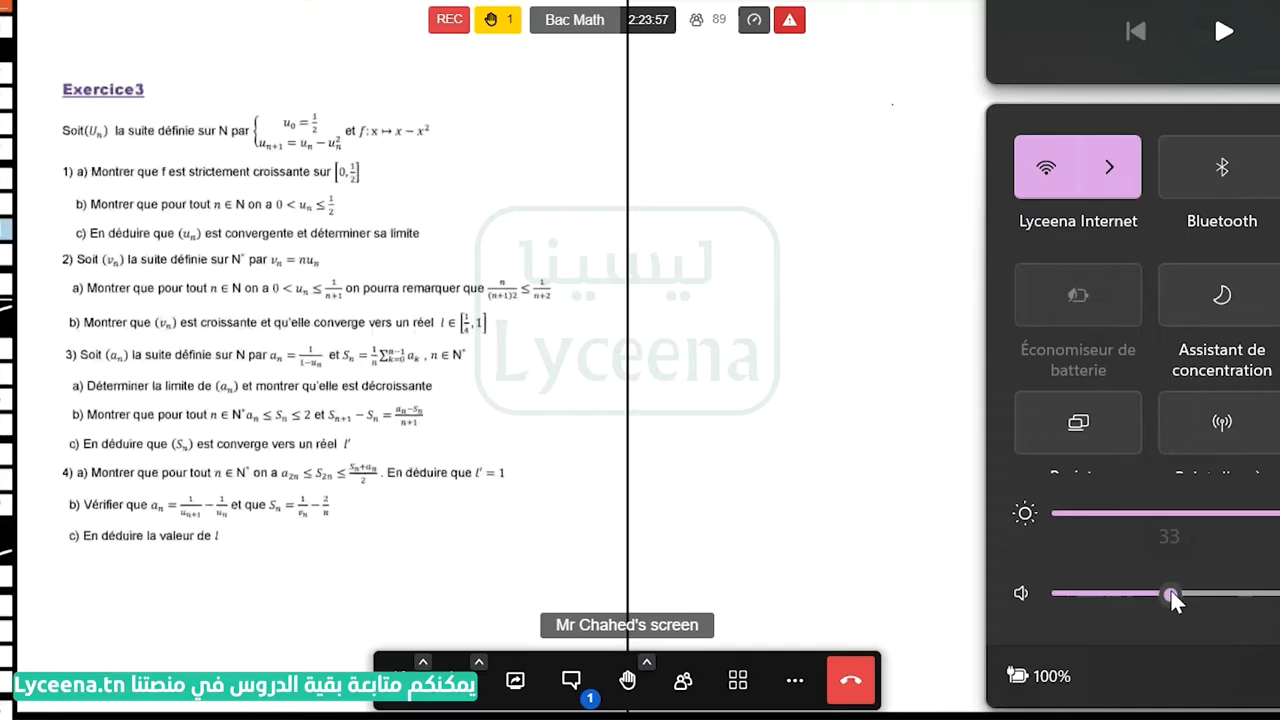 REC
1
Bac Math
2:23:57
89
Exercice3
Soit(Uₙ) la suite définie sur N par { u₀ = 1/2 ; uₙ₊₁ = uₙ − uₙ² et f: x ↦ x − x²
1) a) Montrer que f est strictement croissante sur [0, 1/2]
b) Montrer que pour tout n ∈ N on a 0 < uₙ ≤ 1/2
c) En déduire que (uₙ) est convergente et déterminer sa limite
2) Soit (vₙ) la suite définie sur N* par vₙ = nuₙ
a) Montrer que pour tout n ∈ N on a 0 < uₙ ≤ 1/(n+1) on pourra remarquer que n/((n+1)2) ≤ 1/(n+2)
b) Montrer que (vₙ) est croissante et qu'elle converge vers un réel l ∈ [1/4, 1]
3) Soit (aₙ) la suite définie sur N par aₙ = 1/(1−uₙ) et Sₙ = 1/n ∑ₖ₌₀ⁿ⁻¹ aₖ , n ∈ N*
a) Déterminer la limite de (aₙ) et montrer qu'elle est décroissante
b) Montrer que pour tout n ∈ N* aₙ ≤ Sₙ ≤ 2 et Sₙ₊₁ − Sₙ = (aₙ−Sₙ)/(n+1)
c) En déduire que (Sₙ) est converge vers un réel l'
4) a) Montrer que pour tout n ∈ N* on a a₂ₙ ≤ S₂ₙ ≤ (Sₙ+aₙ)/2 . En déduire que l' = 1
b) Vérifier que aₙ = 1/uₙ₊₁ − 1/uₙ et que Sₙ = 1/vₙ − 2/n
c) En déduire la valeur de l
ليسينا
Lyceena
Mr Chahed's screen
1
يمكنكم متابعة بقية الدروس في منصتنا Lyceena.tn
Lyceena Internet
Bluetooth
Économiseur de batterie
Assistant de concentration
33
100%